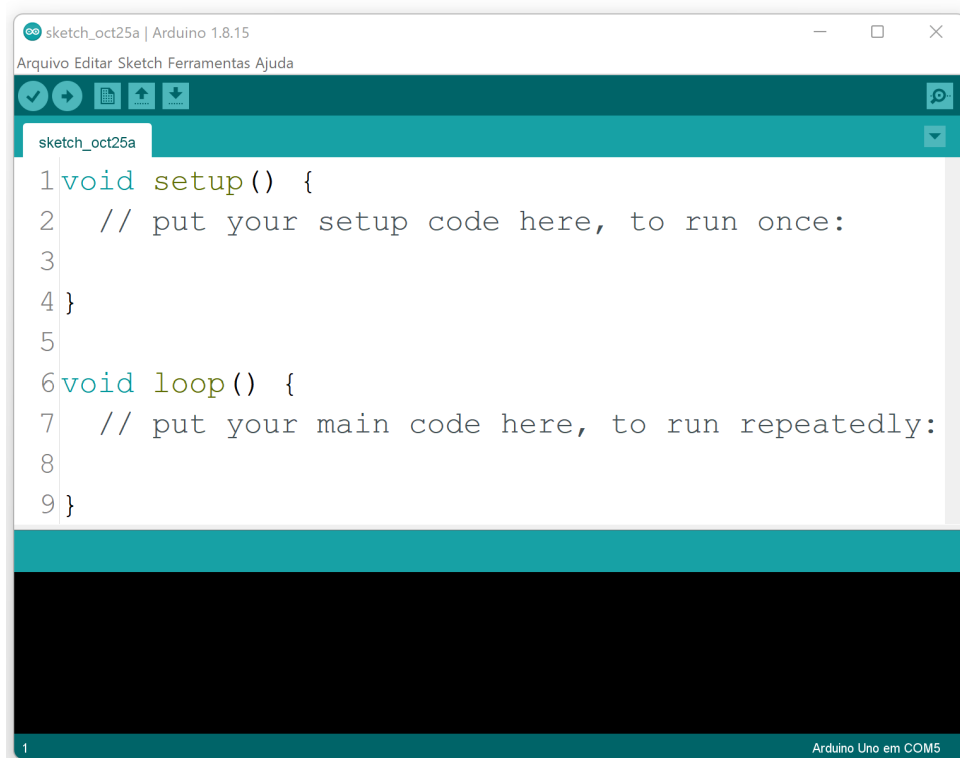 sketch_oct25a | Arduino 1.8.15
Arquivo Editar Sketch Ferramentas Ajuda
sketch_oct25a
1 void setup() {
2   // put your setup code here, to run once:
3
4 }
5
6 void loop() {
7   // put your main code here, to run repeatedly:
8
9 }
1
Arduino Uno em COM5